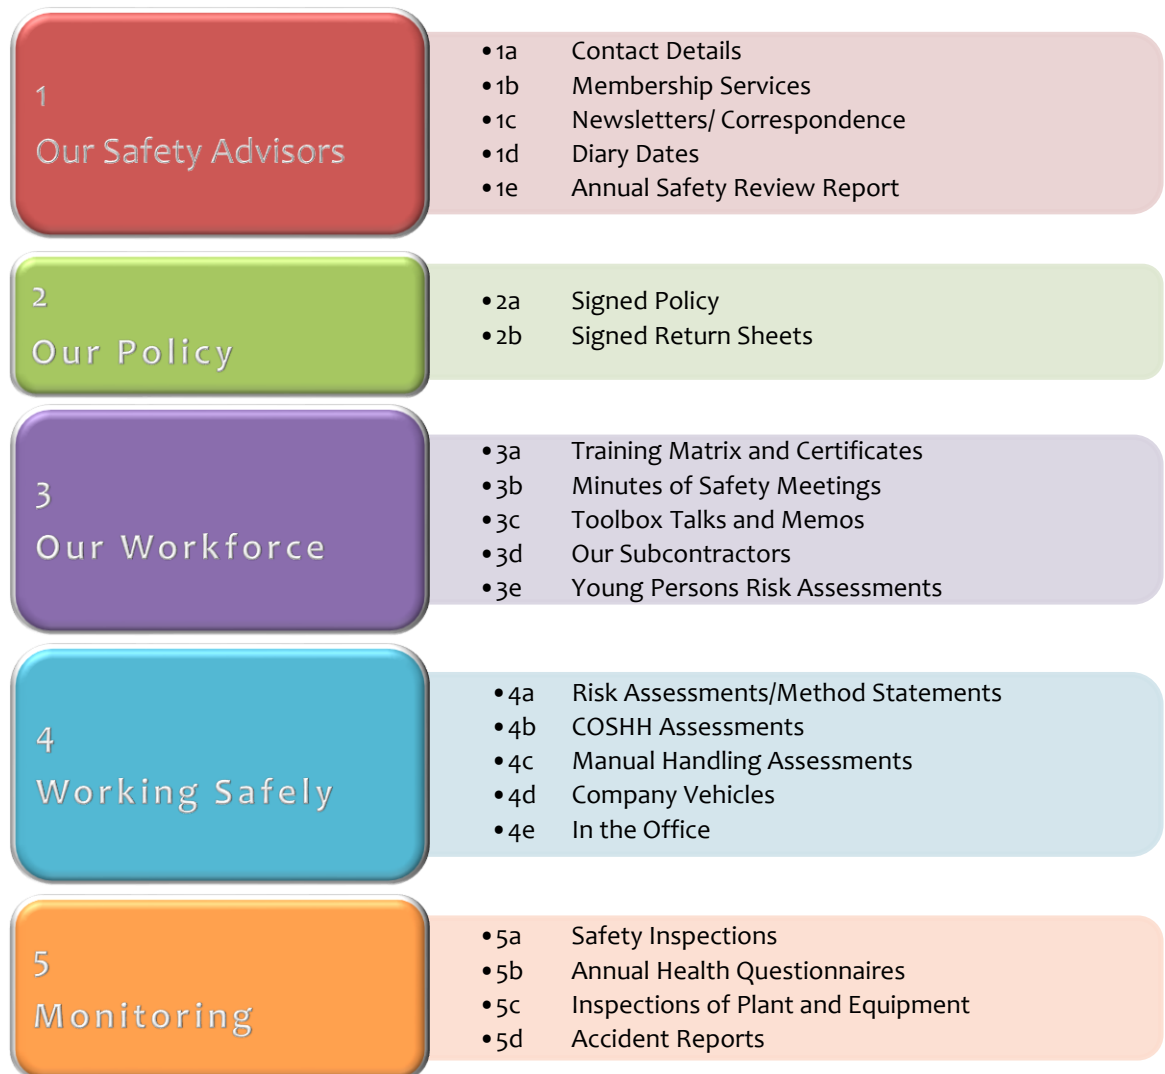 1
Our Safety Advisors
•1a Contact Details
•1b Membership Services
•1c Newsletters/ Correspondence
•1d Diary Dates
•1e Annual Safety Review Report
2
Our Policy
•2a Signed Policy
•2b Signed Return Sheets
3
Our Workforce
•3a Training Matrix and Certificates
•3b Minutes of Safety Meetings
•3c Toolbox Talks and Memos
•3d Our Subcontractors
•3e Young Persons Risk Assessments
4
Working Safely
•4a Risk Assessments/Method Statements
•4b COSHH Assessments
•4c Manual Handling Assessments
•4d Company Vehicles
•4e In the Office
5
Monitoring
•5a Safety Inspections
•5b Annual Health Questionnaires
•5c Inspections of Plant and Equipment
•5d Accident Reports